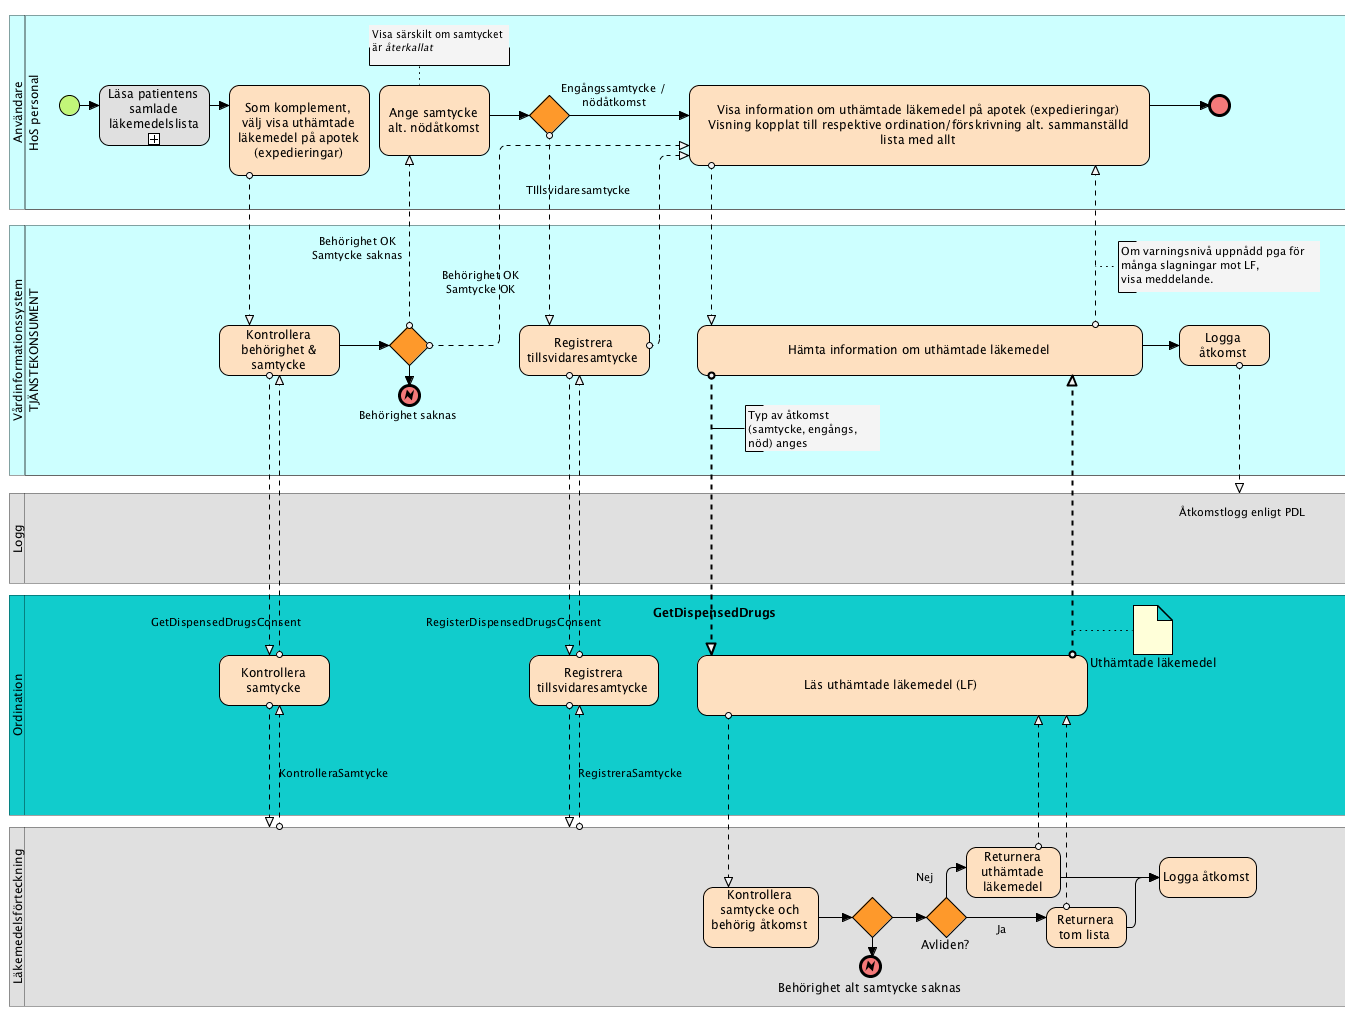 Användare
HoS personal
Läsa patientens
samlade
läkemedelslista
Som komplement,
välj visa uthämtade
läkemedel på apotek
(expedieringar)
Visa särskilt om samtycket
är återkallat
Ange samtycke
alt. nödåtkomst
Engångssamtycke /
nödåtkomst
TIllsvidaresamtycke
Visa information om uthämtade läkemedel på apotek (expedieringar)
Visning kopplat till respektive ordination/förskrivning alt. sammanställd
lista med allt
Vårdinformationssystem
TJÄNSTEKONSUMENT
Behörighet OK
Samtycke saknas
Behörighet OK
Samtycke OK
Om varningsnivå uppnådd pga för
många slagningar mot LF,
visa meddelande.
Kontrollera
behörighet &
samtycke
Behörighet saknas
Registrera
tillsvidaresamtycke
Hämta information om uthämtade läkemedel
Logga
åtkomst
Typ av åtkomst
(samtycke, engångs,
nöd) anges
Logg
Åtkomstlogg enligt PDL
Ordination
GetDispensedDrugsConsent
RegisterDispensedDrugsConsent
GetDispensedDrugs
Uthämtade läkemedel
Kontrollera
samtycke
Registrera
tillsvidaresamtycke
Läs uthämtade läkemedel (LF)
KontrolleraSamtycke
RegistreraSamtycke
Läkemedelsförteckning
Kontrollera
samtycke och
behörig åtkomst
Behörighet alt samtycke saknas
Avliden?
Nej
Ja
Returnera
uthämtade
läkemedel
Returnera
tom lista
Logga åtkomst